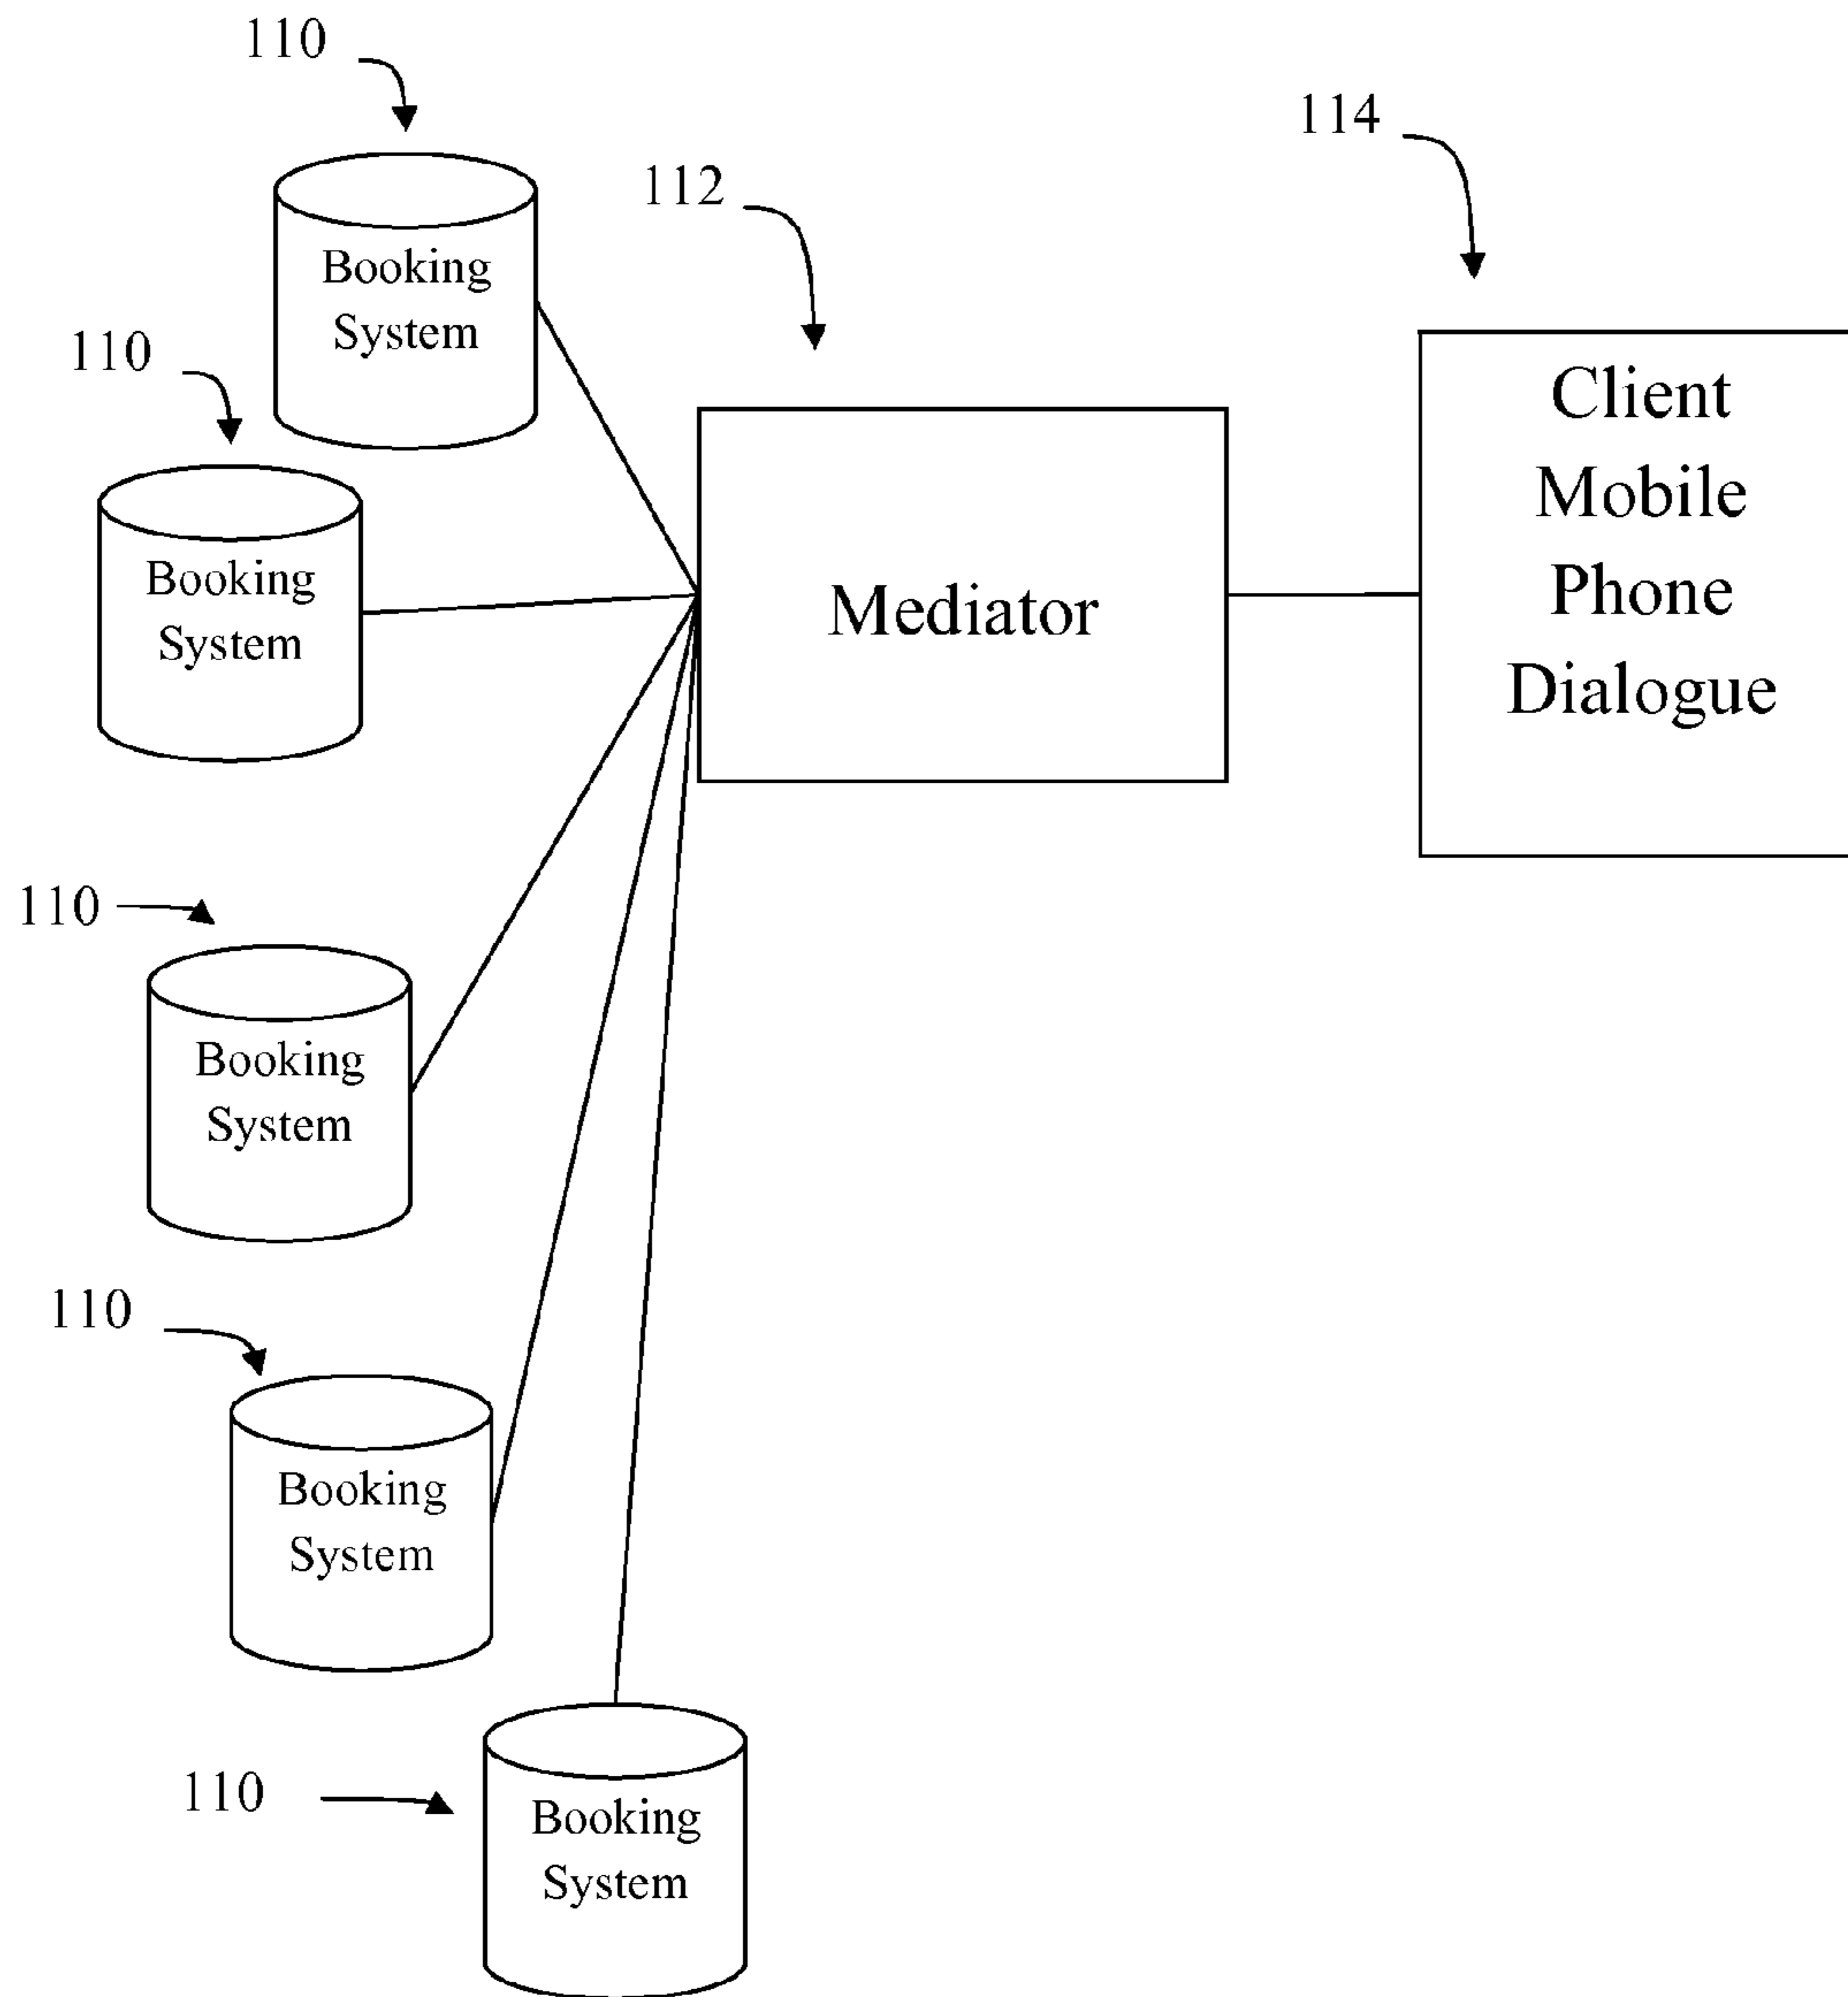 110
Booking
System
110
Booking
System
110
Booking
System
110
Booking
System
110
Booking
System
112
Mediator
114
Client
Mobile
Phone
Dialogue